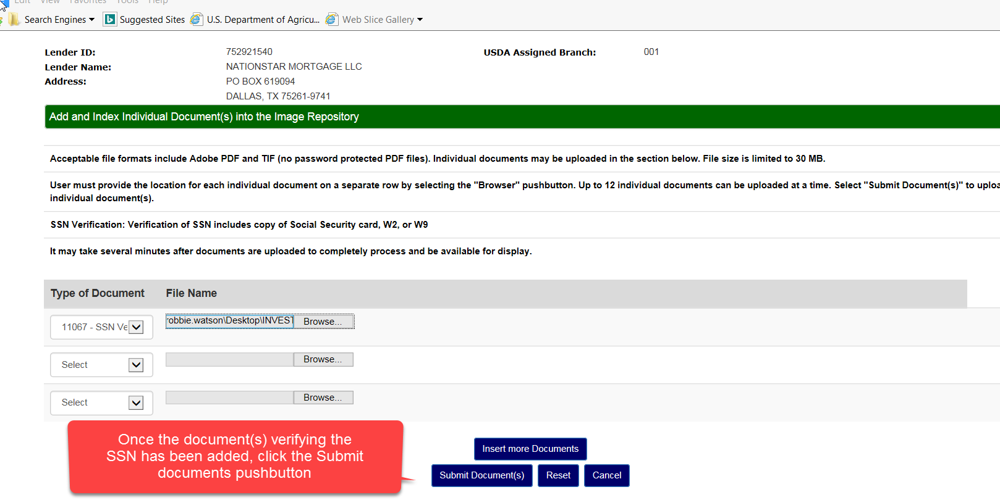 Edit View Favorites Tools Help
Search Engines Suggested Sites U.S. Department of Agricu... Web Slice Gallery
Lender ID: 752921540 USDA Assigned Branch: 001
Lender Name: NATIONSTAR MORTGAGE LLC
Address: PO BOX 619094
DALLAS, TX 75261-9741
Add and Index Individual Document(s) into the Image Repository
Acceptable file formats include Adobe PDF and TIF (no password protected PDF files). Individual documents may be uploaded in the section below. File size is limited to 30 MB.
User must provide the location for each individual document on a separate row by selecting the "Browser" pushbutton. Up to 12 individual documents can be uploaded at a time. Select "Submit Document(s)" to uploa
individual document(s).
SSN Verification: Verification of SSN includes copy of Social Security card, W2, or W9
It may take several minutes after documents are uploaded to completely process and be available for display.
Type of Document File Name
11067 - SSN Ve robbie.watson\Desktop\INVEST Browse...
Select Browse...
Select Browse...
Once the document(s) verifying the
SSN has been added, click the Submit
documents pushbutton
Insert more Documents
Submit Document(s) Reset Cancel